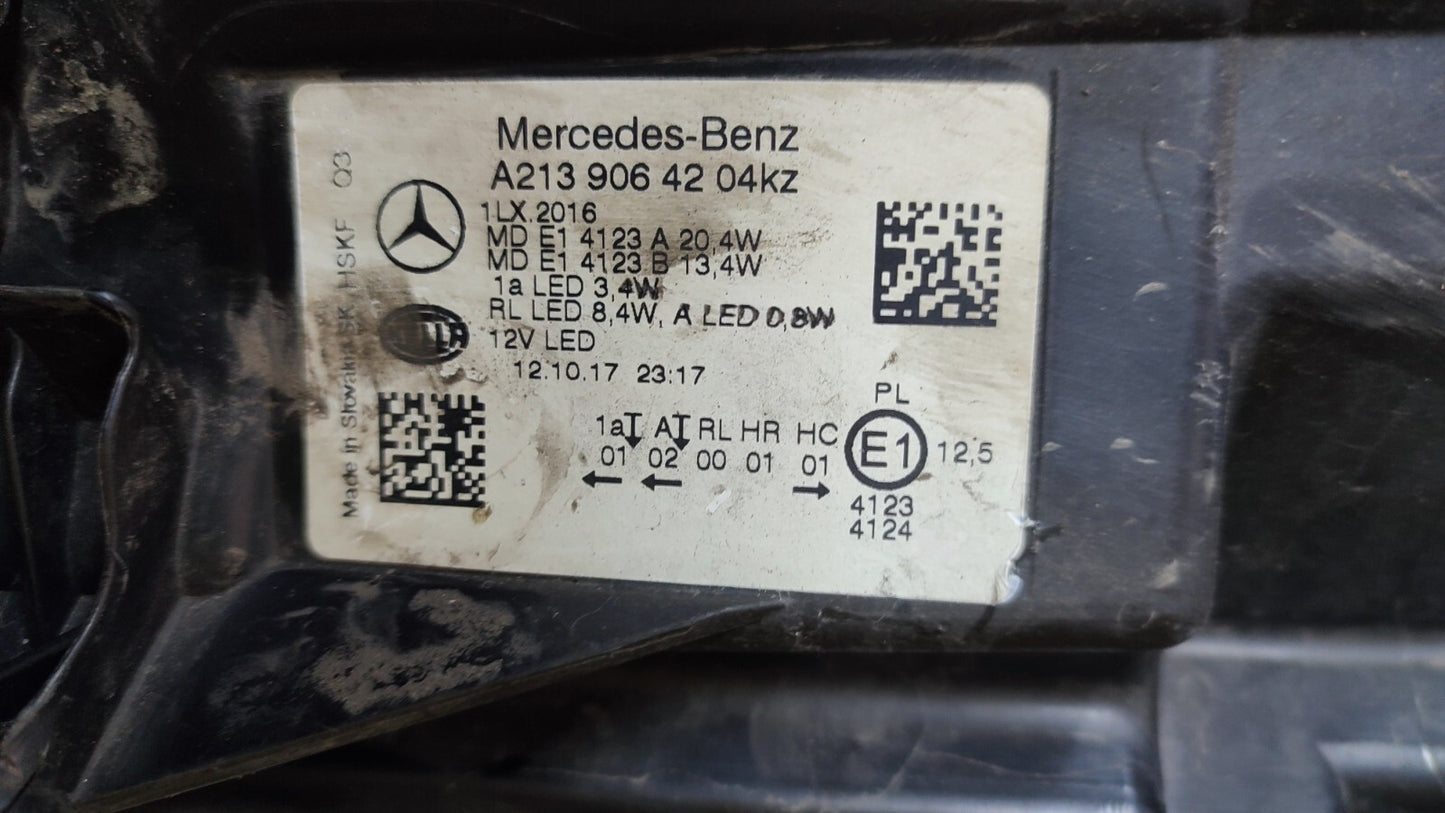 Mercedes-Benz
A213 906 42 04kz
1LX.2016
MD E1 4123 A 20,4W
MD E1 4123 B 13,4W
1a LED 3,4W
RL LED 8,4W, A LED 0,8W
12V LED
12.10.17 23:17
1a A RL HR HC
01 02 00 01 01
PL
E1
12,5
4123
4124
HELLA
Made in Slovakia SK HSKF Q3